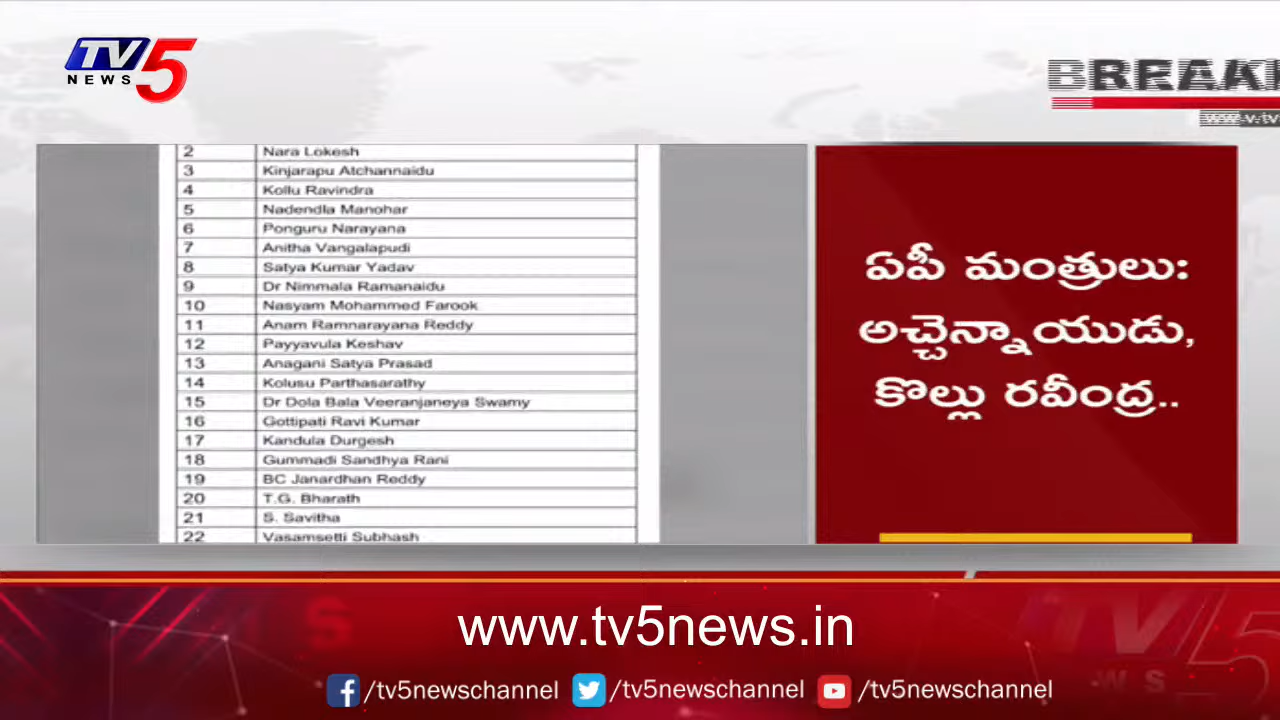 TV5
NEWS
BREAKI
2 Nara Lokesh
3 Kinjarapu Atchannaidu
4 Kollu Ravindra
5 Nadendla Manohar
6 Ponguru Narayana
7 Anitha Vangalapudi
8 Satya Kumar Yadav
9 Dr Nimmala Ramanaidu
10 Nasyam Mohammed Farook
11 Anam Ramnarayana Reddy
12 Payyavula Keshav
13 Anagani Satya Prasad
14 Kolusu Parthasarathy
15 Dr Dola Bala Veeranjaneya Swamy
16 Gottipati Ravi Kumar
17 Kandula Durgesh
18 Gummadi Sandhya Rani
19 BC Janardhan Reddy
20 T.G. Bharath
21 S. Savitha
22 Vasamsetti Subhash
ఏపీ మంత్రులు:
అచ్చెన్నాయుడు,
కొల్లు రవీంద్ర..
www.tv5news.in
/tv5newschannel /tv5newschannel /tv5newschannel